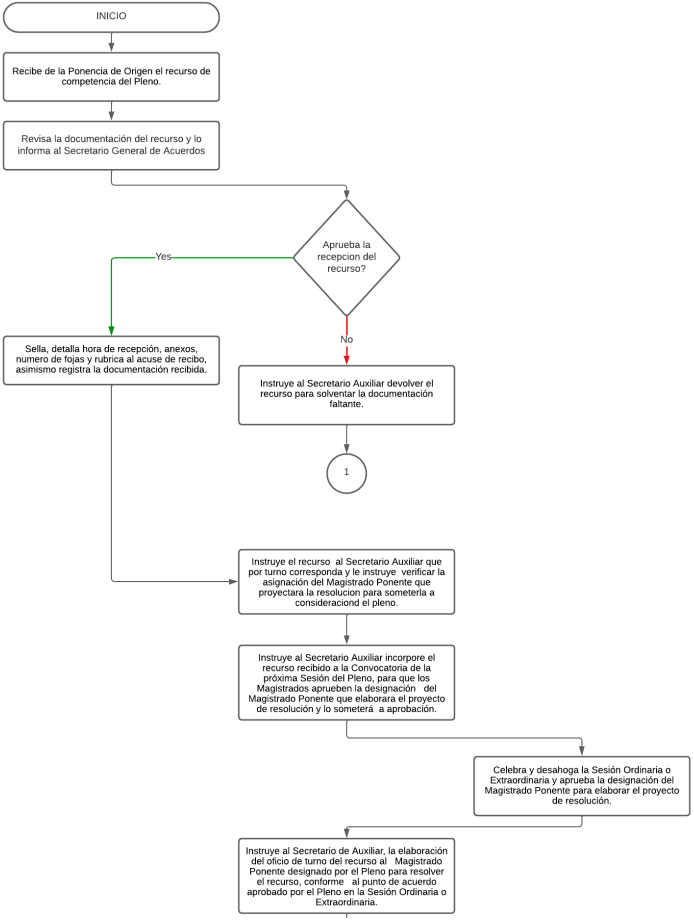 INICIO
Recibe de la Ponencia de Origen el recurso de
competencia del Pleno.
Revisa la documentación del recurso y lo
informa al Secretario General de Acuerdos
Aprueba la
recepcion del
recurso?
Yes
No
Sella, detalla hora de recepción, anexos,
numero de fojas y rubrica al acuse de recibo,
asimismo registra la documentación recibida.
Instruye al Secretario Auxiliar devolver el
recurso para solventar la documentación
faltante.
1
Instruye el recurso al Secretario Auxiliar que
por turno corresponda y le instruye verificar la
asignación del Magistrado Ponente que
proyectara la resolucion para someterla a
consideraciond el pleno.
Instruye al Secretario Auxiliar incorpore el
recurso recibido a la Convocatoria de la
próxima Sesión del Pleno, para que los
Magistrados aprueben la designación del
Magistrado Ponente que elaborara el proyecto
de resolución y lo someterá a aprobación.
Celebra y desahoga la Sesión Ordinaria o
Extraordinaria y aprueba la designación del
Magistrado Ponente para elaborar el proyecto
de resolución.
Instruye al Secretario de Auxiliar, la elaboración
del oficio de turno del recurso al Magistrado
Ponente designado por el Pleno para resolver
el recurso, conforme al punto de acuerdo
aprobado por el Pleno en la Sesión Ordinaria o
Extraordinaria.